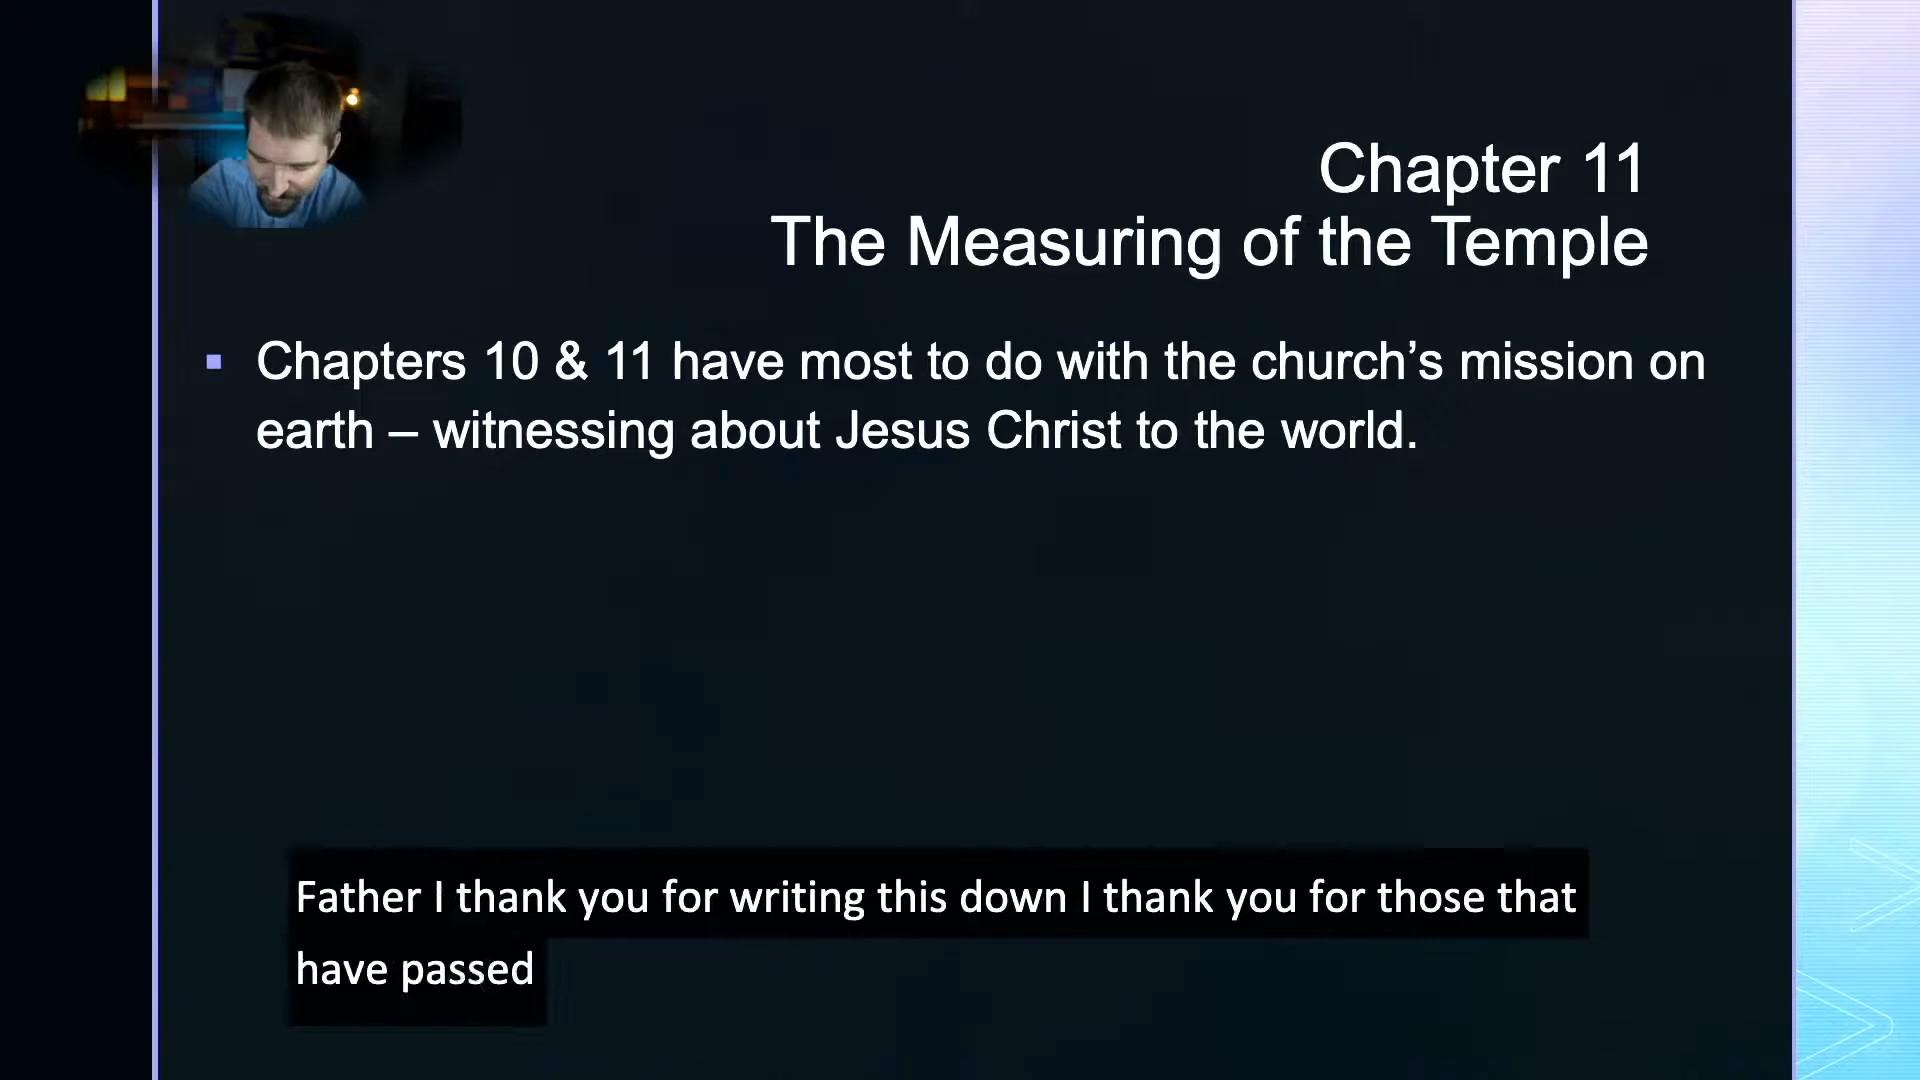 Chapter 11
The Measuring of the Temple
Chapters 10 & 11 have most to do with the church’s mission on
earth – witnessing about Jesus Christ to the world.
Father I thank you for writing this down I thank you for those that
have passed